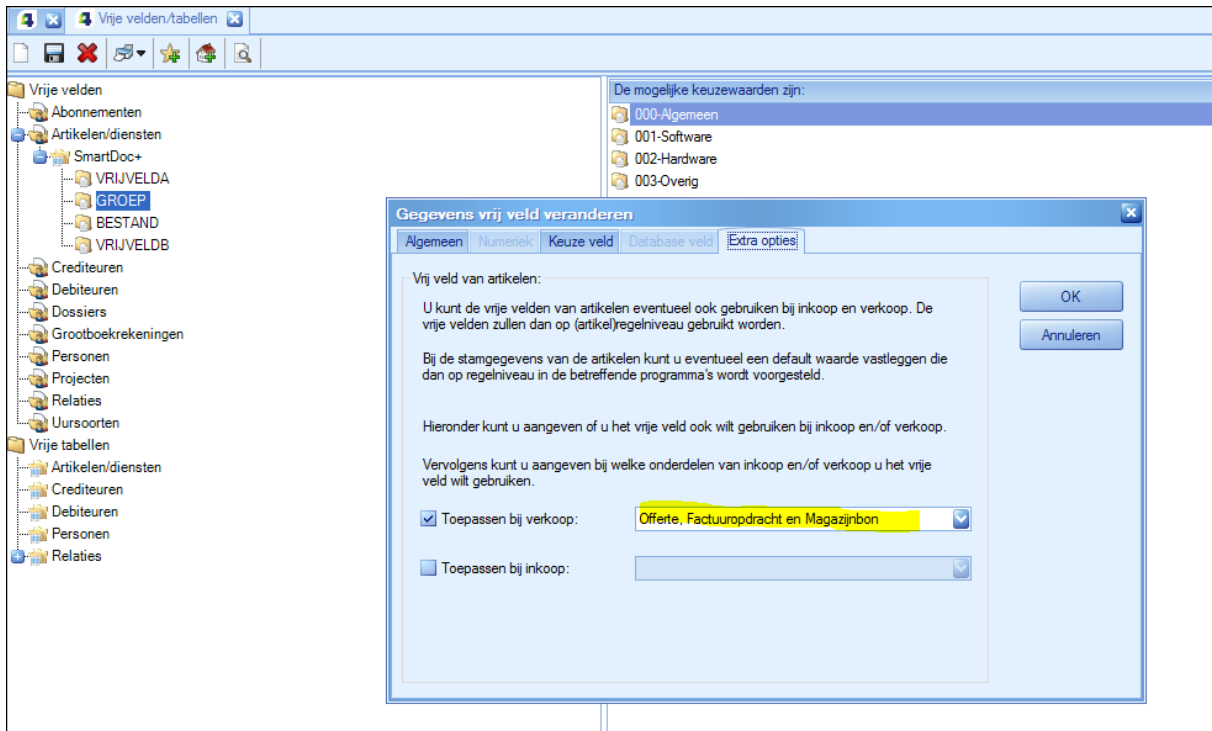 Vrije velden/tabellen
Vrije velden
Abonnementen
Artikelen/diensten
SmartDoc+
VRIJVELDA
GROEP
BESTAND
VRIJVELDB
Crediteuren
Debiteuren
Dossiers
Grootboekrekeningen
Personen
Projecten
Relaties
Uursoorten
Vrije tabellen
Artikelen/diensten
Crediteuren
Debiteuren
Personen
Relaties
De mogelijke keuzewaarden zijn:
000-Algemeen
001-Software
002-Hardware
003-Overig
Gegevens vrij veld veranderen
Algemeen Numeriek Keuze veld Database veld Extra opties
Vrij veld van artikelen:
U kunt de vrije velden van artikelen eventueel ook gebruiken bij inkoop en verkoop. De
vrije velden zullen dan op (artikel)regelniveau gebruikt worden.
Bij de stamgegevens van de artikelen kunt u eventueel een default waarde vastleggen die
dan op regelniveau in de betreffende programma's wordt voorgesteld.
Hieronder kunt u aangeven of u het vrije veld ook wilt gebruiken bij inkoop en/of verkoop.
Vervolgens kunt u aangeven bij welke onderdelen van inkoop en/of verkoop u het vrije
veld wilt gebruiken.
Toepassen bij verkoop: Offerte, Factuuropdracht en Magazijnbon
Toepassen bij inkoop:
OK
Annuleren